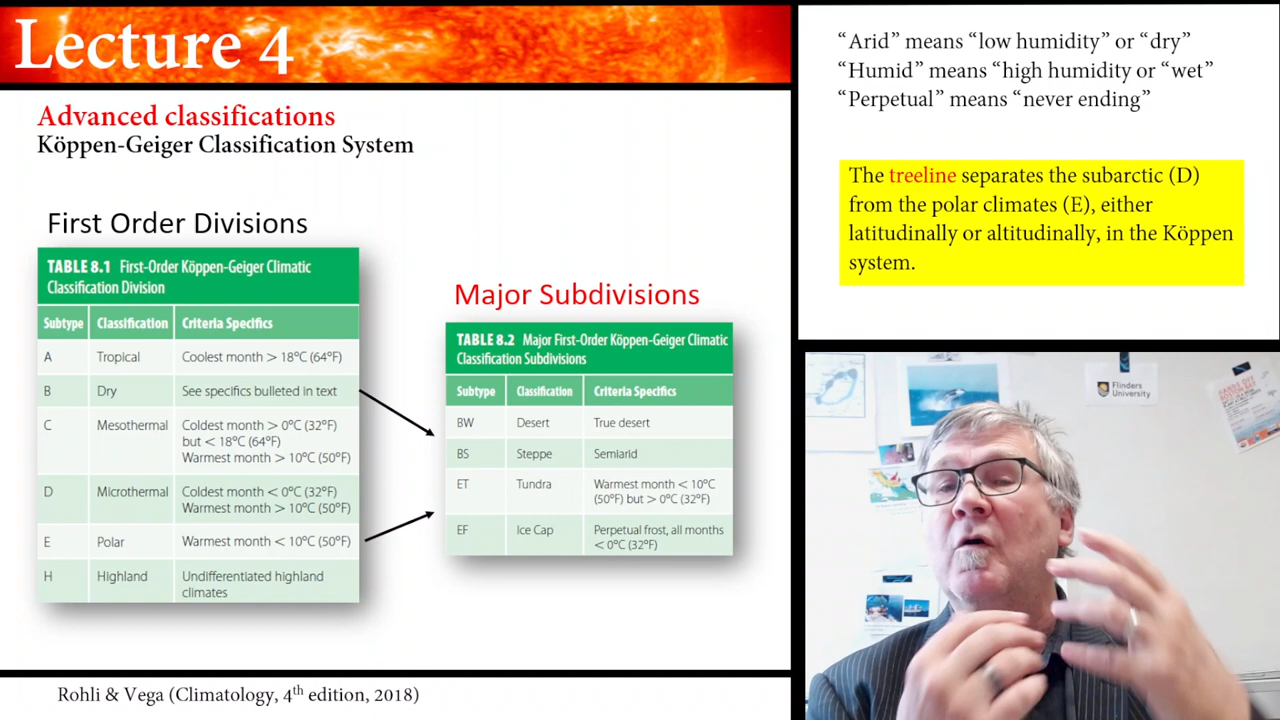 Lecture 4
Advanced classifications
Köppen-Geiger Classification System
First Order Divisions
TABLE 8.1 First-Order Köppen-Geiger Climatic
Classification Division
Subtype Classification Criteria Specifics
A Tropical Coolest month > 18°C (64°F)
B Dry See specifics bulleted in text
C Mesothermal Coldest month > 0°C (32°F)
but < 18°C (64°F)
Warmest month > 10°C (50°F)
D Microthermal Coldest month < 0°C (32°F)
Warmest month > 10°C (50°F)
E Polar Warmest month < 10°C (50°F)
H Highland Undifferentiated highland
climates
Major Subdivisions
TABLE 8.2 Major First-Order Köppen-Geiger Climatic
Classification Subdivisions
Subtype Classification Criteria Specifics
BW Desert True desert
BS Steppe Semiarid
ET Tundra Warmest month < 10°C
(50°F) but > 0°C (32°F)
EF Ice Cap Perpetual frost, all months
< 0°C (32°F)
Rohli & Vega (Climatology, 4th edition, 2018)
“Arid” means “low humidity” or “dry”
“Humid” means “high humidity or “wet”
“Perpetual” means “never ending”
The treeline separates the subarctic (D)
from the polar climates (E), either
latitudinally or altitudinally, in the Köppen
system.
Flinders
University